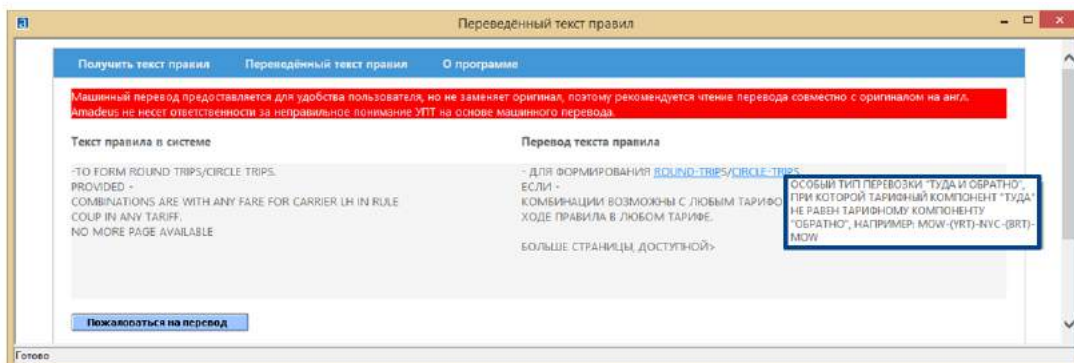 Переведённый текст правил
Получить текст правил Переведённый текст правил О программе
Машинный перевод предоставляется для удобства пользователя, но не заменяет оригинал, поэтому рекомендуется чтение перевода совместно с оригиналом на англ.
Amadeus не несет ответственности за неправильное понимание УПТ на основе машинного перевода.
Текст правила в системе
-TO FORM ROUND TRIPS/CIRCLE TRIPS.
PROVIDED -
COMBINATIONS ARE WITH ANY FARE FOR CARRIER LH IN RULE
COUP IN ANY TARIFF.
NO MORE PAGE AVAILABLE
Перевод текста правила
- ДЛЯ ФОРМИРОВАНИЯ ROUND-TRIPS/CIRCLE-TRIPS
ЕСЛИ -
КОМБИНАЦИИ ВОЗМОЖНЫ С ЛЮБЫМ ТАРИФО
ХОДЕ ПРАВИЛА В ЛЮБОМ ТАРИФЕ.
БОЛЬШЕ СТРАНИЦЫ, ДОСТУПНОЙ>
ОСОБЫЙ ТИП ПЕРЕВОЗКИ "ТУДА И ОБРАТНО",
ПРИ КОТОРОЙ ТАРИФНЫЙ КОМПОНЕНТ "ТУДА"
НЕ РАВЕН ТАРИФНОМУ КОМПОНЕНТУ
"ОБРАТНО", НАПРИМЕР: MOW-(YRT)-NYC-(BRT)-
MOW
Пожаловаться на перевод
Готово